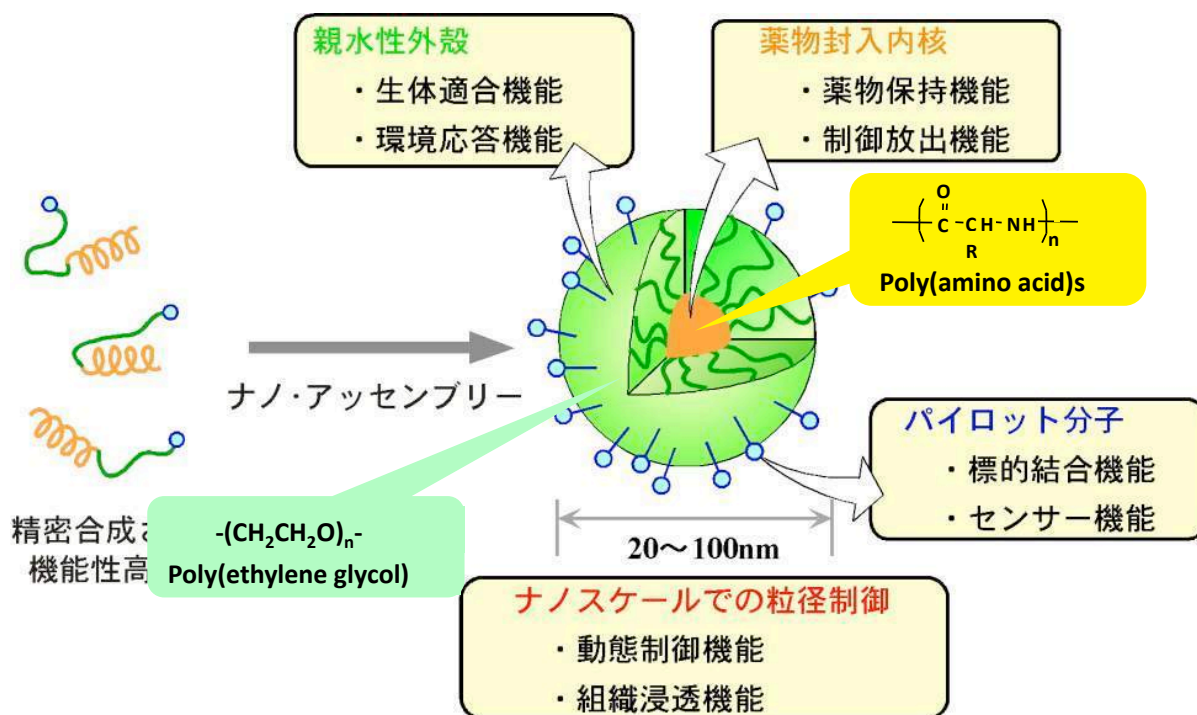 親水性外殻
・生体適合機能
・環境応答機能
薬物封入内核
・薬物保持機能
・制御放出機能
O
C CH NH n
R
Poly(amino acid)s
ナノ・アッセンブリー
パイロット分子
・標的結合機能
・センサー機能
精密合成
機能性高
-(CH₂CH₂O)ₙ-
Poly(ethylene glycol)
20〜100nm
ナノスケールでの粒径制御
・動態制御機能
・組織浸透機能